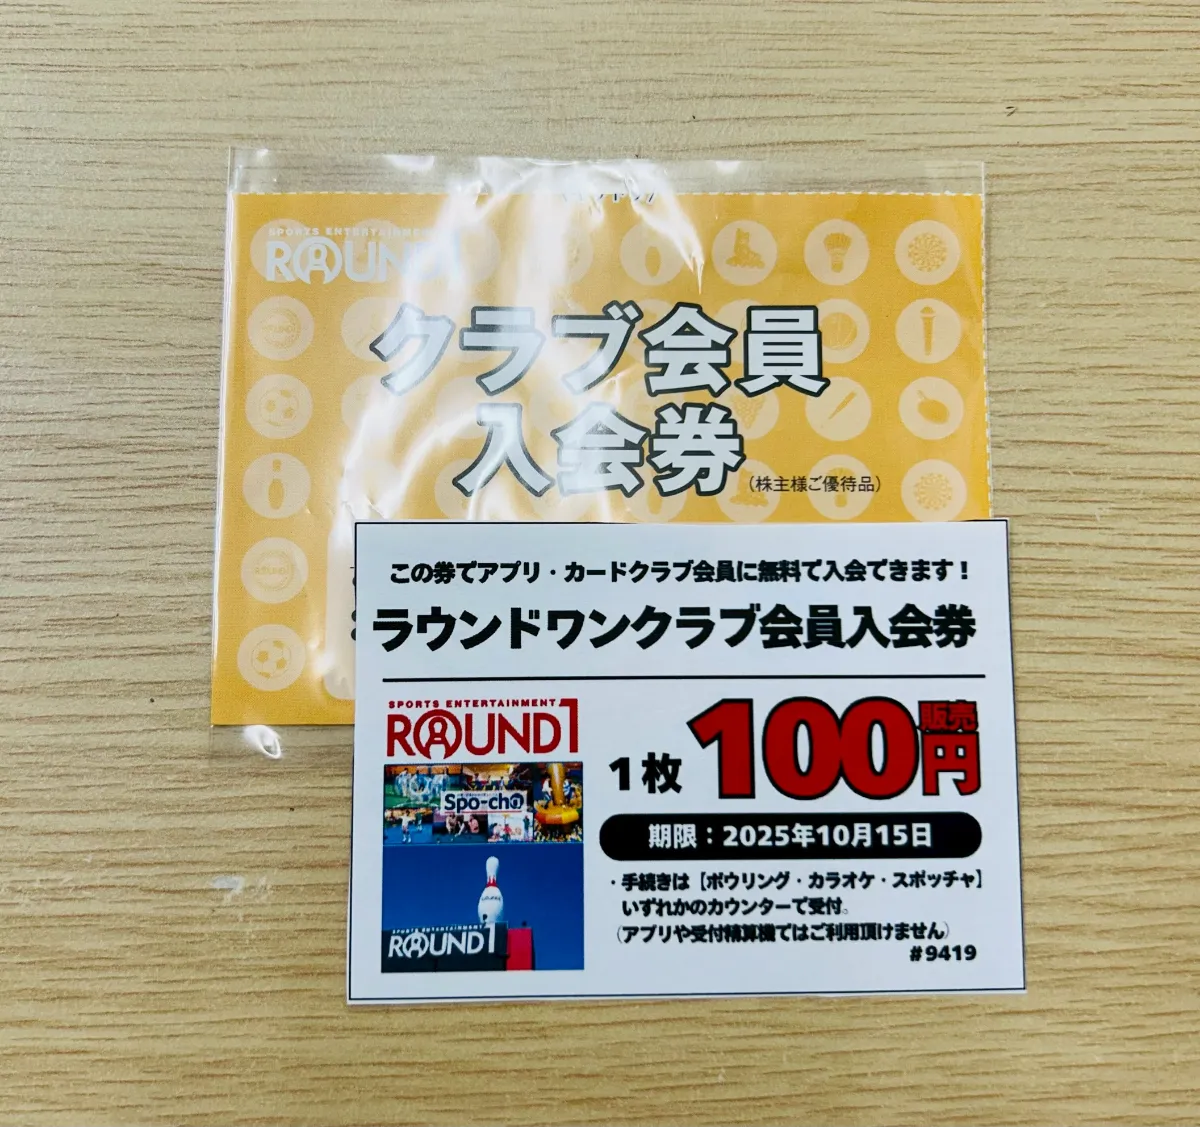 SPORTS ENTERTAINMENT
ROUND1
クラブ会員
入会券
(株主様ご優待品)
この券でアプリ・カードクラブ会員に無料で入会できます!
ラウンドワンクラブ会員入会券
SPORTS ENTERTAINMENT
ROUND1
Spo-cha
ROUND1
1枚 100円
販売
期限:2025年10月15日
・手続きは【ボウリング・カラオケ・スポッチャ】
いずれかのカウンターで受付。
(アプリや受付精算機ではご利用頂けません)
#9419